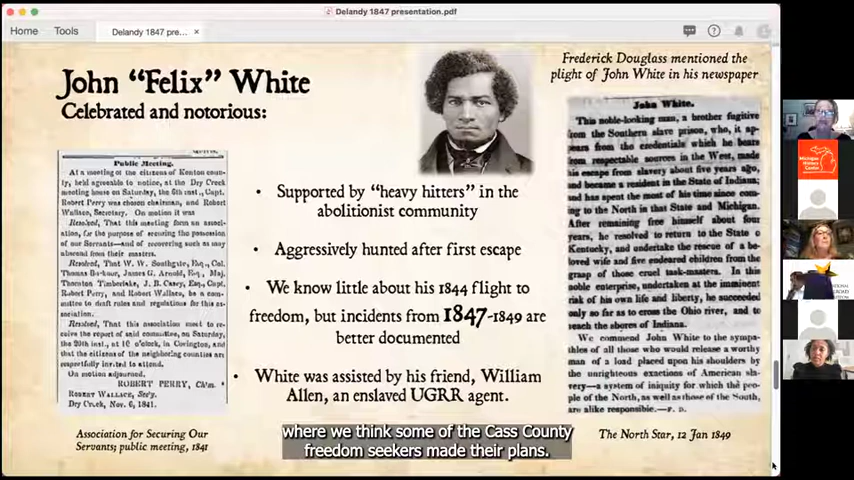 Delandy 1847 presentation.pdf
Home
Tools
Delandy 1847 pre...
×
John "Felix" White
Celebrated and notorious:
Public Meeting.
At a meeting of the citizens of Kenton coun-
ty, held agreeable to notice, at the Dry Creek
meeting house on Saturday, the 6th inst., Capt.
Robert Perry was chosen chairman, and Robert
Wallace, Secretary. On motion it was
Resolved, That this meeting form an associ-
ation, for the purpose of securing the possession
of our Servants—and of recovering such as may
abscond from their masters.
Resolved, That W. W. Southgate, Esq., Col.
Thomas James G. Arnold, Esq., Maj.
Thornton Timberlake, J. B. Casey, Esq., Capt.
Robert Perry, and Robert Wallace, be a com-
mittee to draft rules and regulations for this as-
sociation.
Resolved, That this association meet to re-
ceive the report of said committee, on Saturday,
the 20th inst., at o'clock, in Covington, and
that the citizens of the neighboring counties are
respectfully invited to attend.
On motion adjourned.
ROBERT PERRY, Ch'm.
ROBERT WALLACE, Sec'y.
Dry Creek, Nov. 6, 1841.
Association for Securing Our
Servants; public meeting, 1841
• Supported by "heavy hitters" in the
abolitionist community
• Aggressively hunted after first escape
• We know little about his 1844 flight to
freedom, but incidents from 1847-1849 are
better documented
• White was assisted by his friend, William
Allen, an enslaved UGRR agent.
Frederick Douglass mentioned the
plight of John White in his newspaper
John White.
This noble-looking man, a brother fugitive
from the Southern slave prison, who, it ap-
pears from the credentials which he bears
from respectable sources in the West, made
his escape from slavery about five years ago,
and became a resident in the State of Indiana;
and has spent the most of his time since com-
ing to the North in that State and Michigan.
After remaining free himself about four
years, he resolved to return to the State of
Kentucky, and undertake the rescue of a be-
loved wife and five endeared children from the
grasp of those cruel task-masters. In this
noble enterprise, undertaken at the imminent
risk of his own life and liberty, he succeeded
only so far as to cross the Ohio river, and to
reach the shores of Indiana.
We commend John White to the sympa-
thies of all those who would release a worthy
man of a load placed upon his shoulders by
the unrighteous exactions of American sla-
very—a system of iniquity for which the peo-
ple of the North, as well as those of the South,
are alike responsible.—F. D.
The North Star, 12 Jan 1849
where we think some of the Cass County
freedom seekers made their plans.
Michigan
History
Center